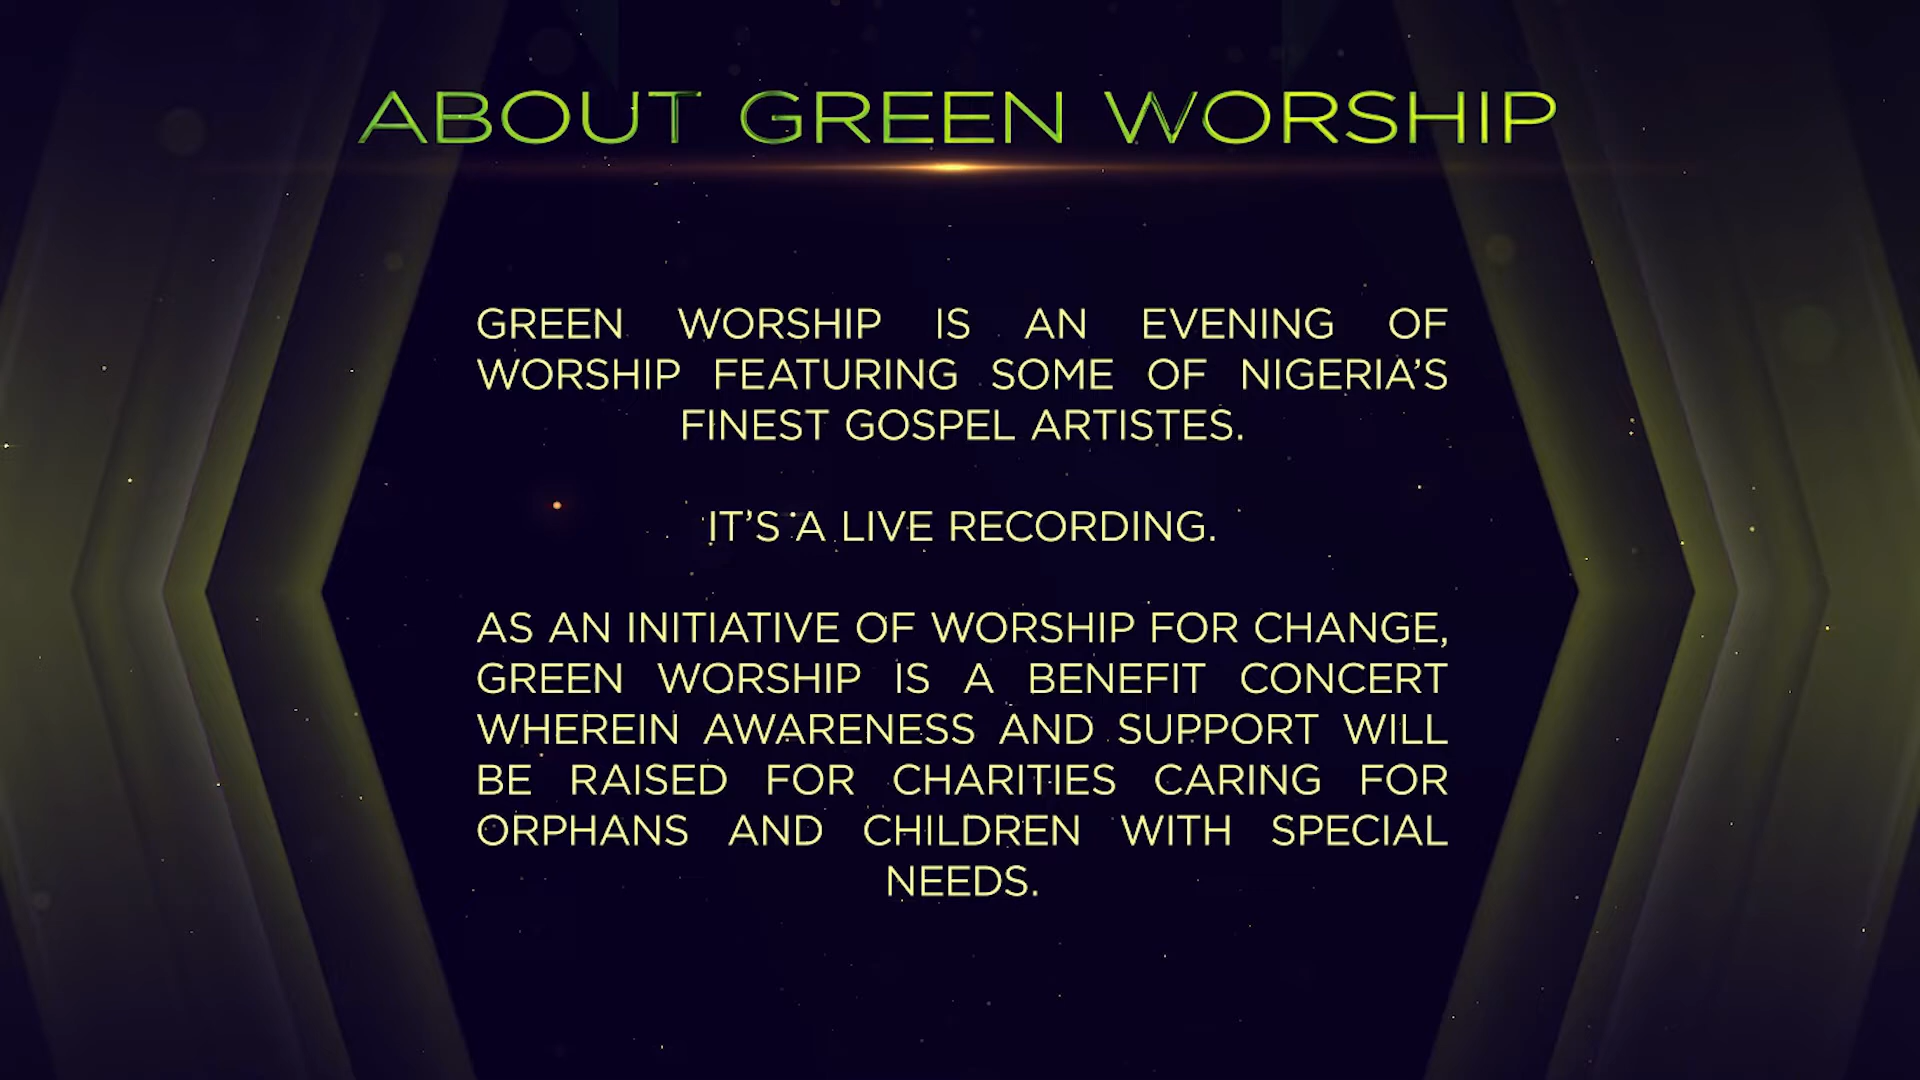 ABOUT GREEN WORSHIP
GREEN WORSHIP IS AN EVENING OF
WORSHIP FEATURING SOME OF NIGERIA’S
FINEST GOSPEL ARTISTES.
IT’S A LIVE RECORDING.
AS AN INITIATIVE OF WORSHIP FOR CHANGE,
GREEN WORSHIP IS A BENEFIT CONCERT
WHEREIN AWARENESS AND SUPPORT WILL
BE RAISED FOR CHARITIES CARING FOR
ORPHANS AND CHILDREN WITH SPECIAL
NEEDS.